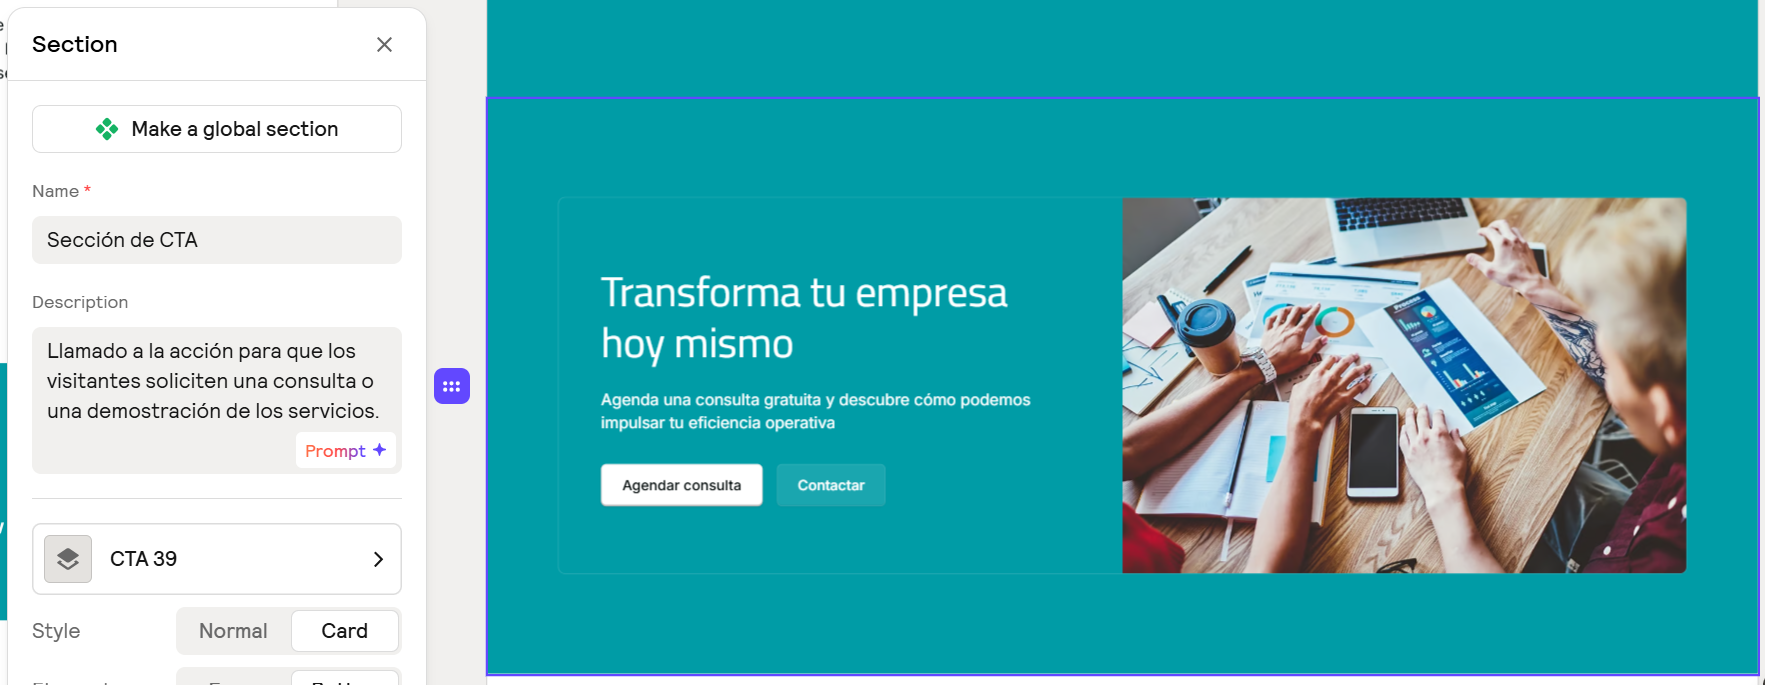 Section
Make a global section
Name *
Sección de CTA
Description
Llamado a la acción para que los
visitantes soliciten una consulta o
una demostración de los servicios.
Prompt
CTA 39
Style
Normal
Card
Transforma tu empresa
hoy mismo
Agenda una consulta gratuita y descubre cómo podemos
impulsar tu eficiencia operativa
Agendar consulta
Contactar